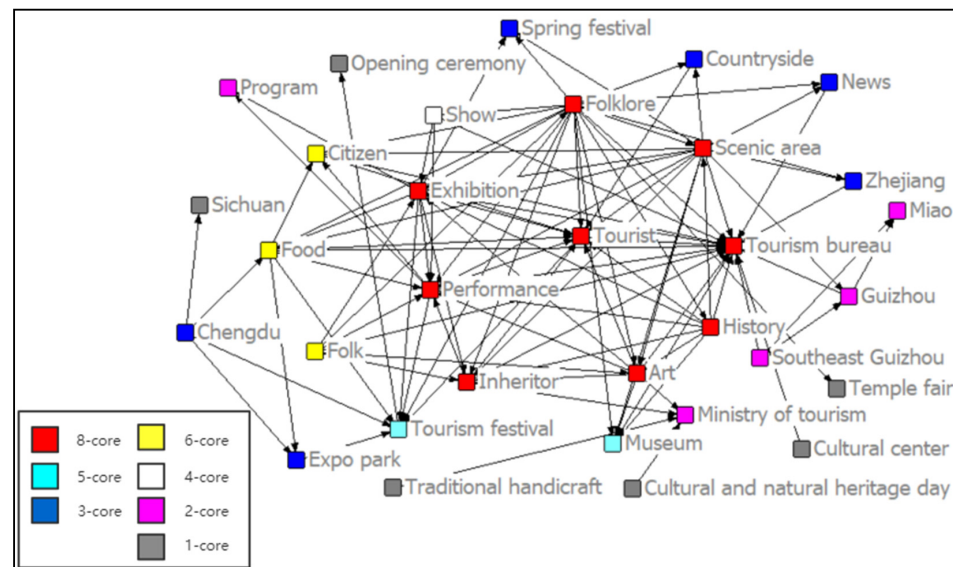 Spring festival
Opening ceremony
Countryside
Program
News
Show
Folklore
Citizen
Scenic area
Exhibition
Zhejiang
Sichuan
Miao
Food
Tourist
Tourism bureau
Performance
Guizhou
Chengdu
History
Folk
Southeast Guizhou
Inheritor
Art
Temple fair
Ministry of tourism
Tourism festival
Museum
Cultural center
Expo park
Traditional handicraft
Cultural and natural heritage day
8-core
6-core
5-core
4-core
3-core
2-core
1-core